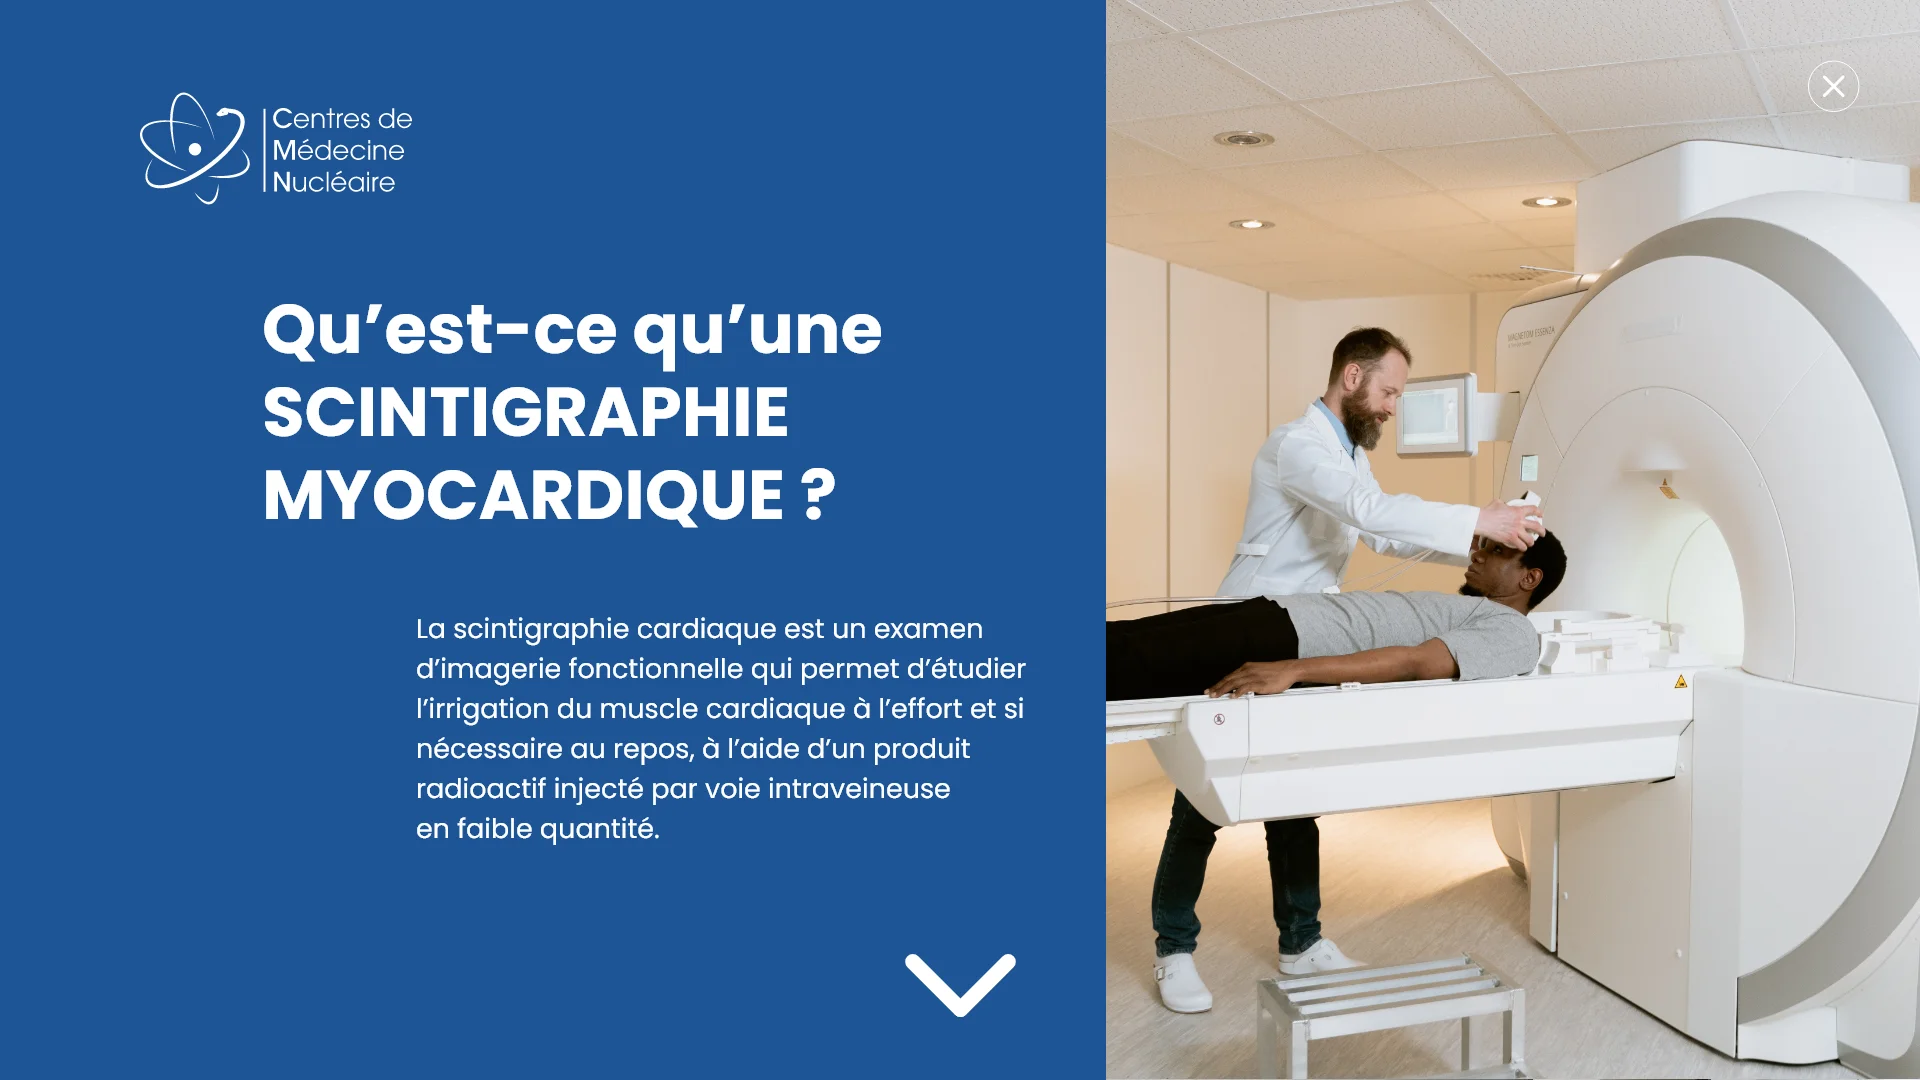 Centres de
Médecine
Nucléaire
Qu’est-ce qu’une
SCINTIGRAPHIE
MYOCARDIQUE ?
La scintigraphie cardiaque est un examen
d’imagerie fonctionnelle qui permet d’étudier
l’irrigation du muscle cardiaque à l’effort et si
nécessaire au repos, à l’aide d’un produit
radioactif injecté par voie intraveineuse
en faible quantité.
MAGNETOM ESSENZA